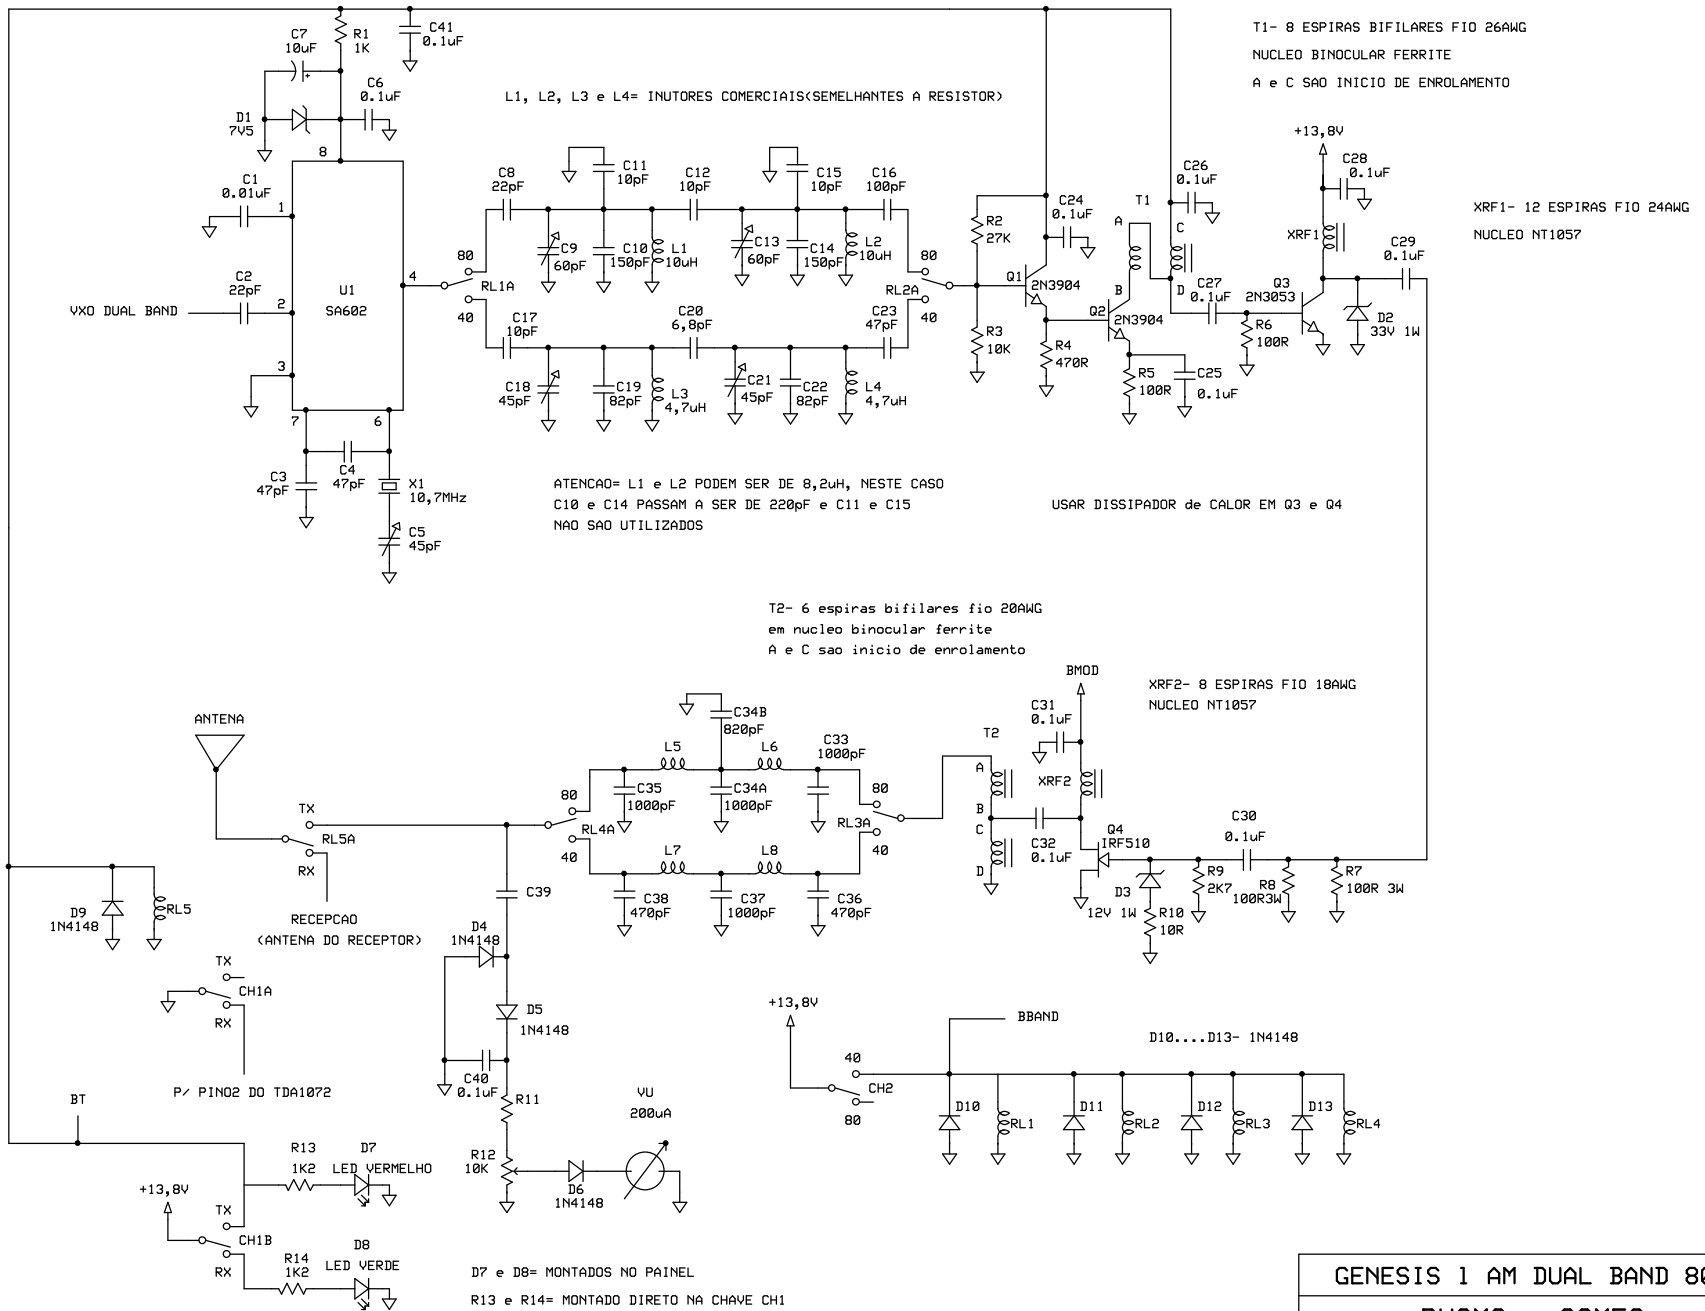 T1- 8 ESPIRAS BIFILARES FIO 26AWG
NUCLEO BINOCULAR FERRITE
A e C SAO INICIO DE ENROLAMENTO
C7
10uF
+
R1
1K
C41
0.1uF
C6
0.1uF
D1
7V5
L1, L2, L3 e L4= INUTORES COMERCIAIS(SEMELHANTES A RESISTOR)
8
C1
0.01uF
1
C2
22pF
VXO DUAL BAND
2
U1
SA602
4
3
7
6
C3
47pF
C4
47pF
X1
10,7MHz
C5
45pF
80
RL1A
40
C8
22pF
C11
10pF
C12
10pF
C15
10pF
C16
100pF
C9
60pF
C10
150pF
L1
10uH
C13
60pF
C14
150pF
L2
10uH
80
RL2A
40
C17
10pF
C20
6,8pF
C23
47pF
C18
45pF
C19
82pF
L3
4,7uH
C21
45pF
C22
82pF
L4
4,7uH
R2
27K
R3
10K
C24
0.1uF
Q1
2N3904
R4
470R
Q2
2N3904
R5
100R
C25
0.1uF
T1
A
B
C
D
C26
0.1uF
C27
0.1uF
R6
100R
+13,8V
C28
0.1uF
XRF1
Q3
2N3053
D2
33V 1W
C29
0.1uF
XRF1- 12 ESPIRAS FIO 24AWG
NUCLEO NT1057
ATENCAO= L1 e L2 PODEM SER DE 8,2uH, NESTE CASO
C10 e C14 PASSAM A SER DE 220pF e C11 e C15
NAO SAO UTILIZADOS
USAR DISSIPADOR de CALOR EM Q3 e Q4
T2- 6 espiras bifilares fio 20AWG
em nucleo binocular ferrite
A e C sao inicio de enrolamento
BMOD
XRF2- 8 ESPIRAS FIO 18AWG
NUCLEO NT1057
ANTENA
TX
RL5A
RX
RECEPCAO
(ANTENA DO RECEPTOR)
80
RL4A
40
C34B
820pF
L5
L6
C33
1000pF
C35
1000pF
C34A
1000pF
L7
L8
C38
470pF
C37
1000pF
C36
470pF
80
RL3A
40
T2
A
B
C
D
C31
0.1uF
XRF2
C32
0.1uF
Q4
IRF510
D3
12V 1W
R10
10R
R9
2K7
C30
0.1uF
R8
100R3W
R7
100R 3W
D9
1N4148
RL5
TX
CH1A
RX
P/ PINO2 DO TDA1072
C39
D4
1N4148
D5
1N4148
C40
0.1uF
R11
R12
10K
D6
1N4148
VU
200uA
+13,8V
40
CH2
80
BBAND
D10....D13- 1N4148
D10
RL1
D11
RL2
D12
RL3
D13
RL4
BT
R13
1K2
D7
LED VERMELHO
+13,8V
TX
CH1B
RX
R14
1K2
D8
LED VERDE
D7 e D8= MONTADOS NO PAINEL
R13 e R14= MONTADO DIRETO NA CHAVE CH1
GENESIS 1 AM DUAL BAND